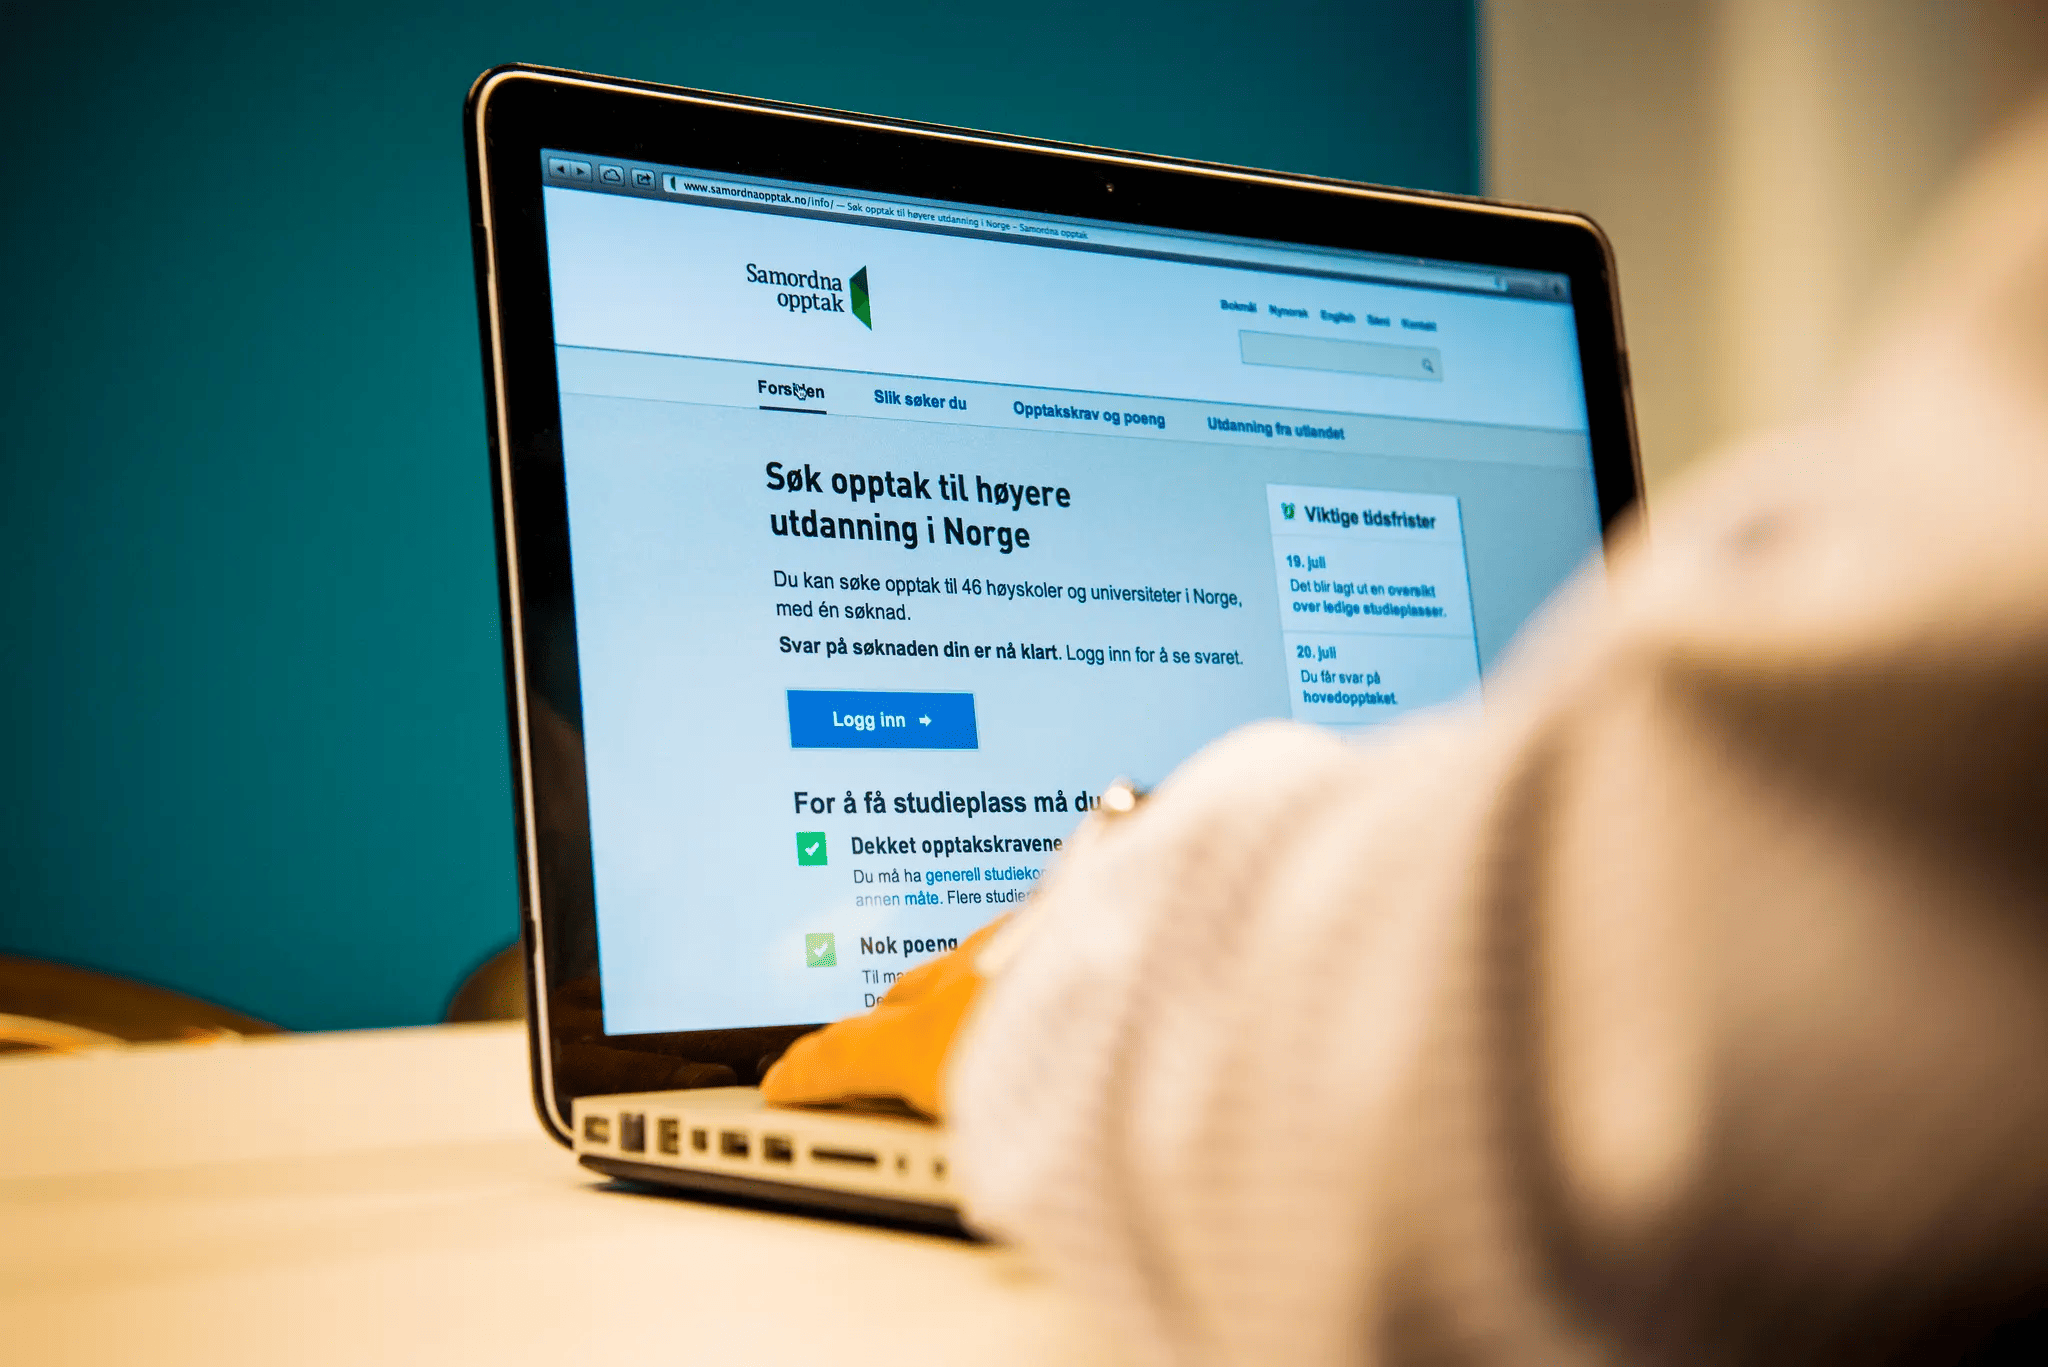 www.samordnaopptak.no/info/ — Søk opptak til høyere utdanning i Norge – Samordna opptak
Samordna
opptak
Bokmål Nynorsk English Sámi Kontakt
Forsiden Slik søker du Opptakskrav og poeng Utdanning fra utlandet
Søk opptak til høyere
utdanning i Norge
Du kan søke opptak til 46 høyskoler og universiteter i Norge,
med én søknad.
Svar på søknaden din er nå klart. Logg inn for å se svaret.
Logg inn
Viktige tidsfrister
19. juli
Det blir lagt ut en oversikt
over ledige studieplasser.
20. juli
Du får svar på
hovedopptaket.
For å få studieplass må du
Dekket opptakskravene
Du må ha generell
annen måte. Flere
Nok poeng
Til